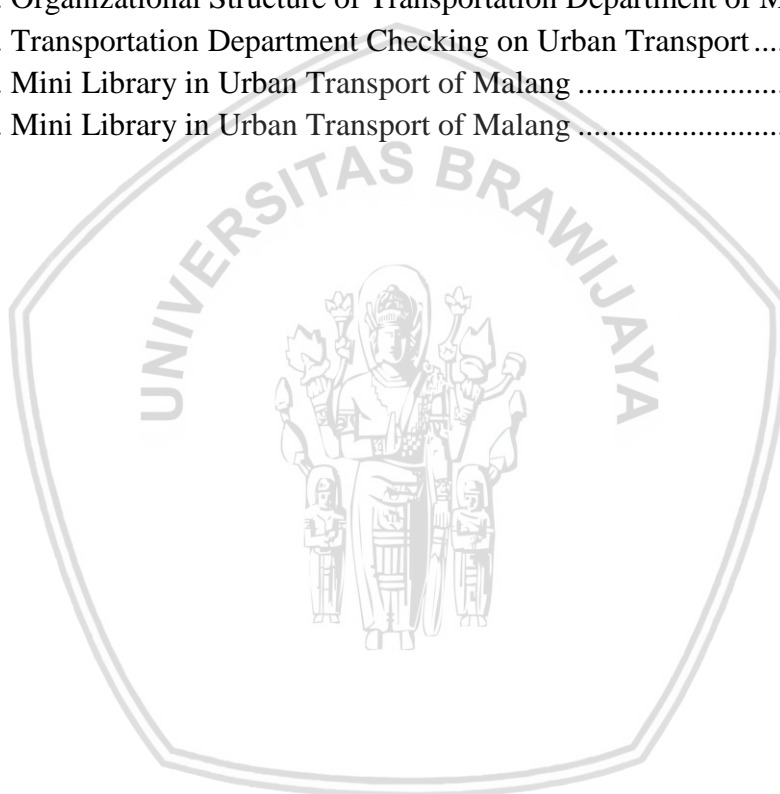 . Organizational Structure of Transportation Department of M
. Transportation Department Checking on Urban Transport ....
. Mini Library in Urban Transport of Malang ........................
. Mini Library in Urban Transport of Malang ........................
UNIVERSITAS BRAWIJAYA